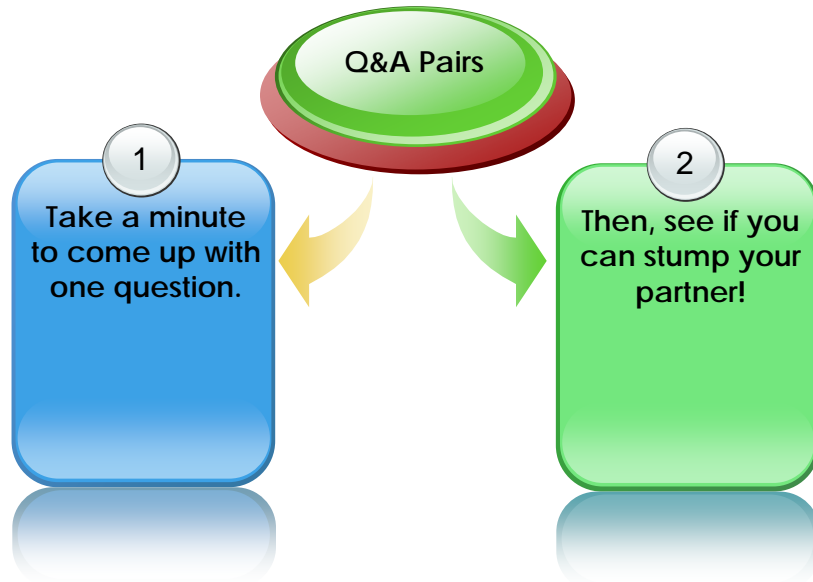 Q&A Pairs
1
Take a minute
to come up with
one question.
2
Then, see if you
can stump your
partner!